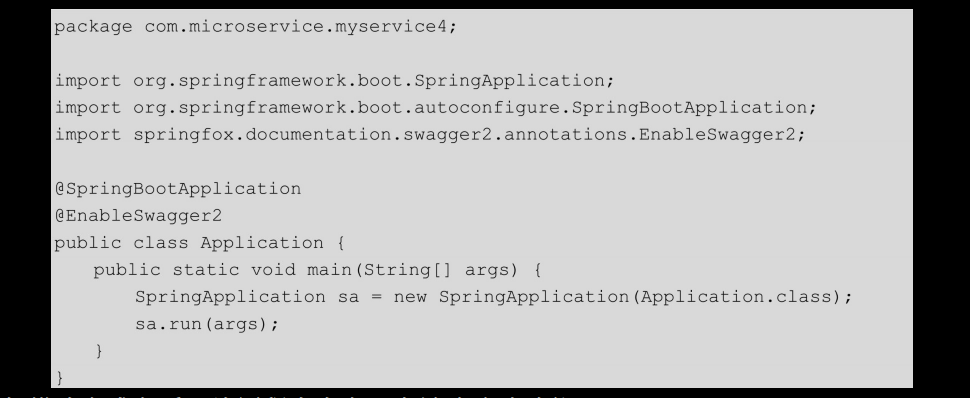 package com.microservice.myservice4;
import org.springframework.boot.SpringApplication;
import org.springframework.boot.autoconfigure.SpringBootApplication;
import springfox.documentation.swagger2.annotations.EnableSwagger2;
@SpringBootApplication
@EnableSwagger2
public class Application {
    public static void main(String[] args) {
        SpringApplication sa = new SpringApplication(Application.class);
        sa.run(args);
    }
}